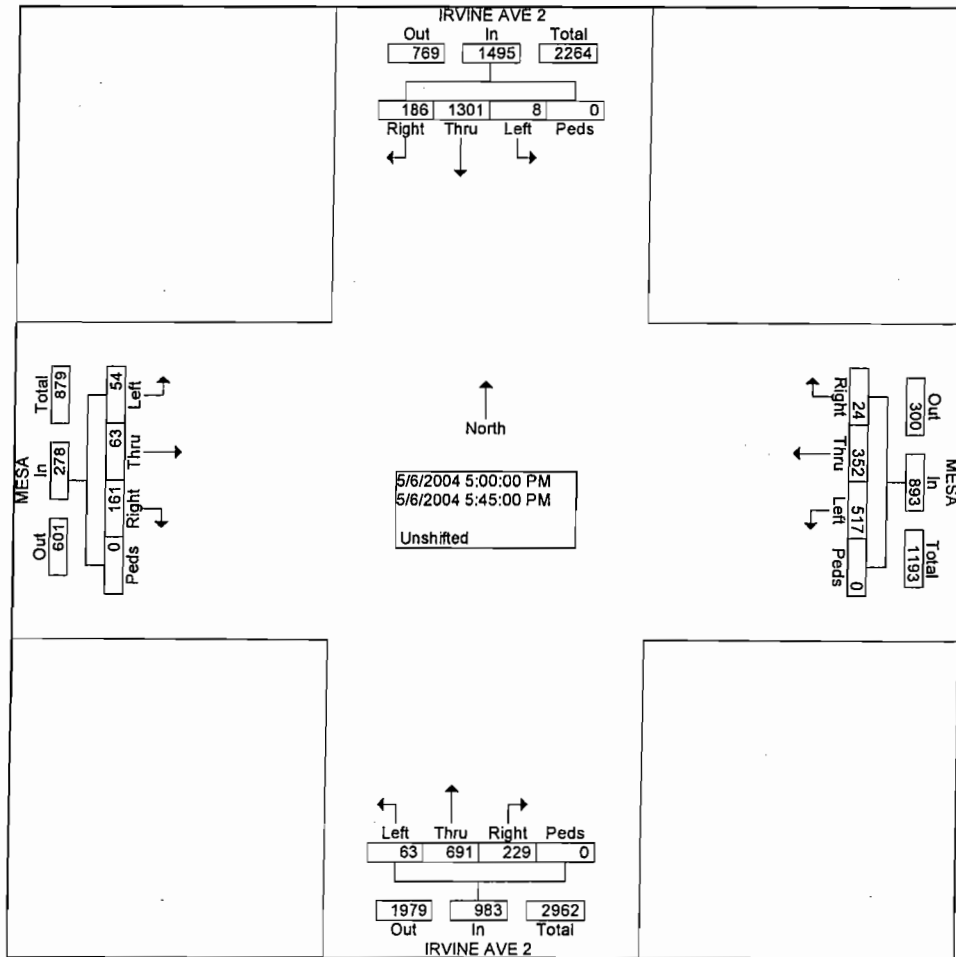 IRVINE AVE 2
Out In Total
769 1495 2264
186 1301 8 0
Right Thru Left Peds
MESA
Total In Out
879 278 601
54 63 161 0
Left Thru Right Peds
North
5/6/2004 5:00:00 PM
5/6/2004 5:45:00 PM
Unshifted
Right Thru Left Peds
24 352 517 0
Out In Total
300 893 1193
MESA
Left Thru Right Peds
63 691 229 0
1979 983 2962
Out In Total
IRVINE AVE 2